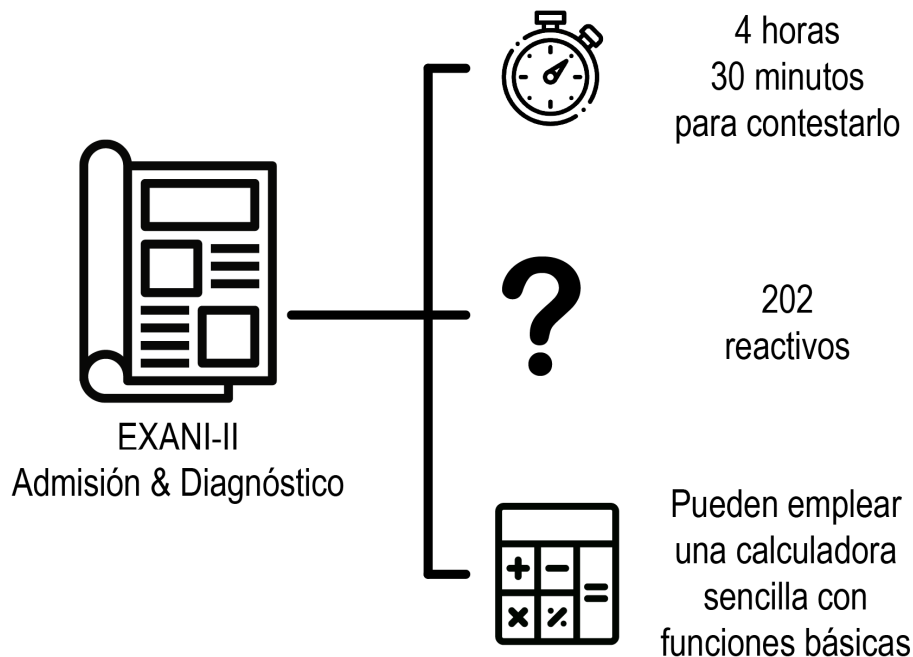 4 horas
30 minutos
para contestarlo
202
reactivos
EXANI-II
Admisión & Diagnóstico
Pueden emplear
una calculadora
sencilla con
funciones básicas